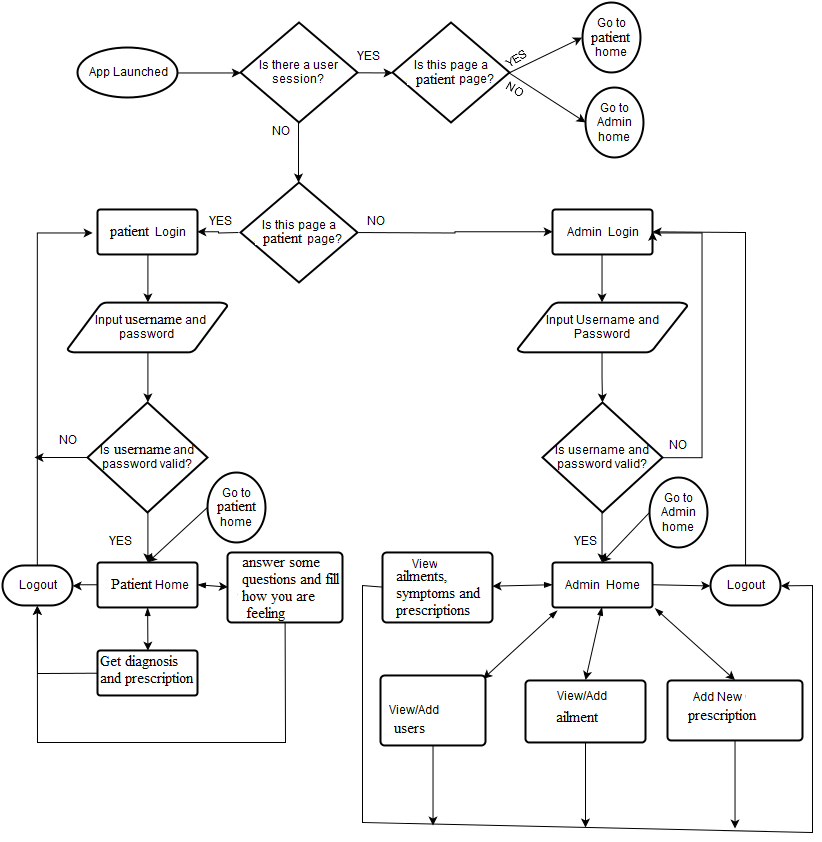 App Launched
Is there a user
session?
YES
Is this page a
patient page?
YES
NO
Go to
patient
home
Go to
Admin
home
NO
patient Login
YES
Is this page a
patient page?
NO
Admin Login
Input username and
password
Input Username and
Password
NO
Is username and
password valid?
YES
Go to
patient
home
Is username and
password valid?
NO
YES
Go to
Admin
home
Logout
Patient Home
answer some
questions and fill
how you are
feeling
View
ailments,
symptoms and
prescriptions
Admin Home
Logout
Get diagnosis
and prescription
View/Add
users
View/Add
ailment
Add New
prescription